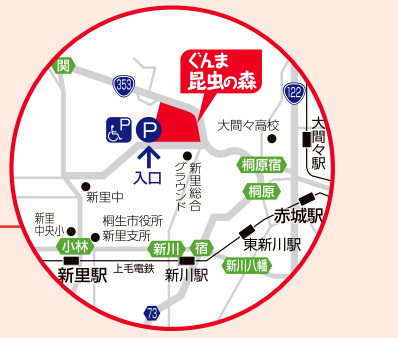 関
353
ぐんま
昆虫の森
122
P
P
大間々高校
大間々駅
入口
新里総合
グラウンド
桐原宿
桐原
新里中
赤城駅
新里
中央小
桐生市役所
新里支所
東新川駅
小林
新川
宿
新里駅
上毛電鉄
新川駅
新川八幡
73